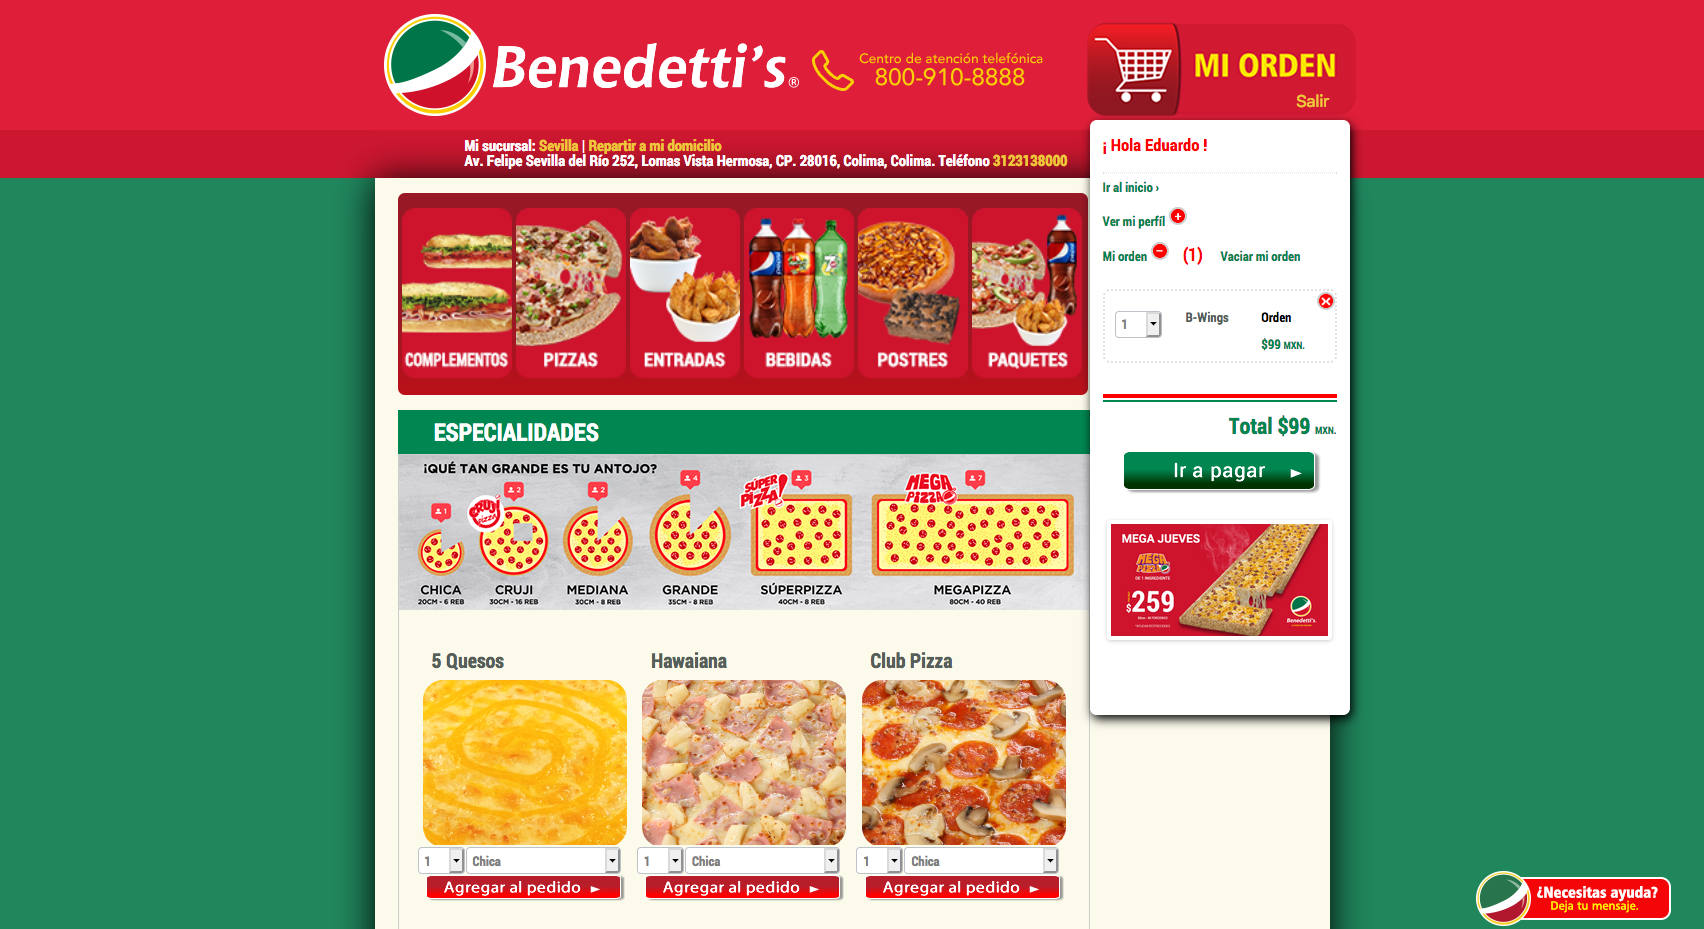 Benedetti's®
Centro de atención telefónica
800-910-8888
MI ORDEN
Salir
Mi sucursal: Sevilla | Repartir a mi domicilio
Av. Felipe Sevilla del Río 252, Lomas Vista Hermosa, CP. 28016, Colima, Colima. Teléfono 3123138000
¡ Hola Eduardo !
Ir al inicio ›
Ver mi perfíl
Mi orden (1) Vaciar mi orden
1 B-Wings Orden
$99 MXN.
Total $99 MXN.
Ir a pagar ►
MEGA JUEVES
MEGA PIZZA
DE 1 INGREDIENTE
$259
Benedetti's.
COMPLEMENTOS
PIZZAS
ENTRADAS
BEBIDAS
POSTRES
PAQUETES
ESPECIALIDADES
¡QUÉ TAN GRANDE ES TU ANTOJO?
1
CRUJI PIZZA
2
2
4
SÚPER PIZZA!
3
MEGA PIZZA
7
CHICA
20CM - 6 REB
CRUJI
30CM - 16 REB
MEDIANA
30CM - 8 REB
GRANDE
35CM - 8 REB
SÚPERPIZZA
40CM - 8 REB
MEGAPIZZA
80CM - 40 REB
5 Quesos
Hawaiana
Club Pizza
1 Chica
1 Chica
1 Chica
Agregar al pedido ►
Agregar al pedido ►
Agregar al pedido ►
¿Necesitas ayuda?
Deja tu mensaje.